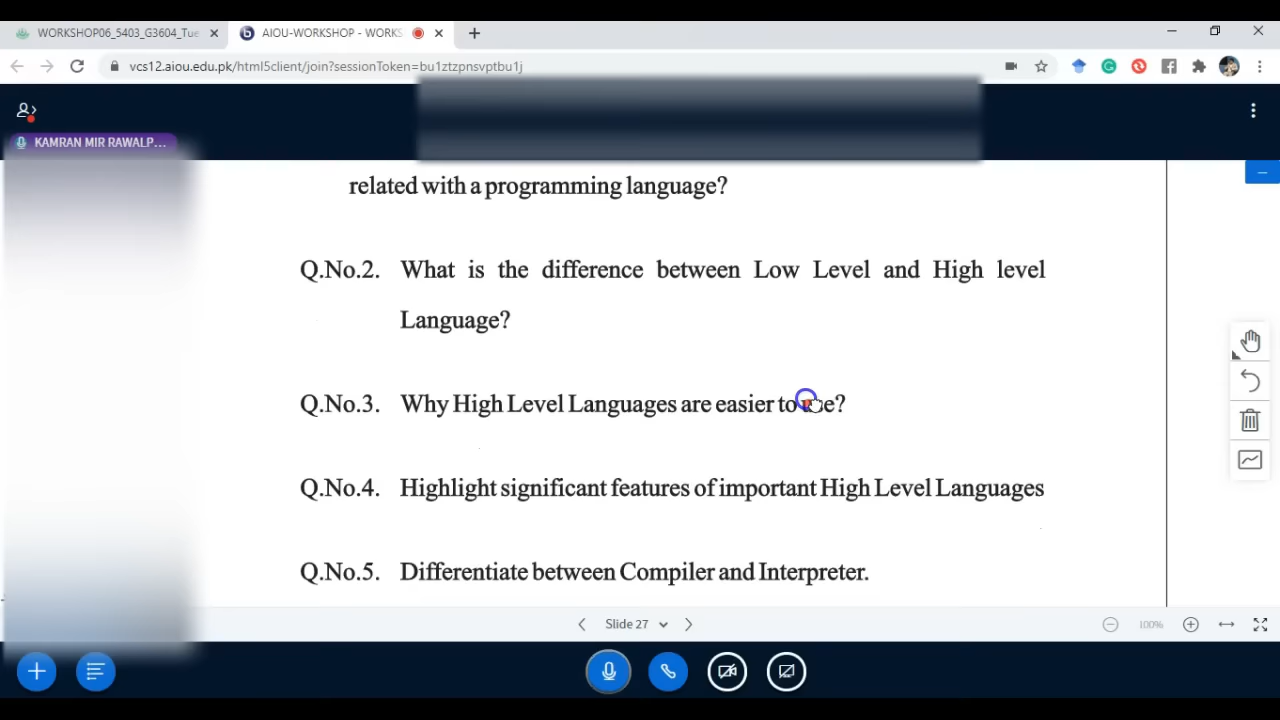 WORKSHOP06_5403_G3604_Tue
AIOU-WORKSHOP - WORKS
vcs12.aiou.edu.pk/html5client/join?sessionToken=bu1ztzpnsvptbu1j
KAMRAN MIR RAWALP...
related with a programming language?
Q.No.2. What is the difference between Low Level and High level
Language?
Q.No.3. Why High Level Languages are easier to use?
Q.No.4. Highlight significant features of important High Level Languages
Q.No.5. Differentiate between Compiler and Interpreter.
Slide 27
100%